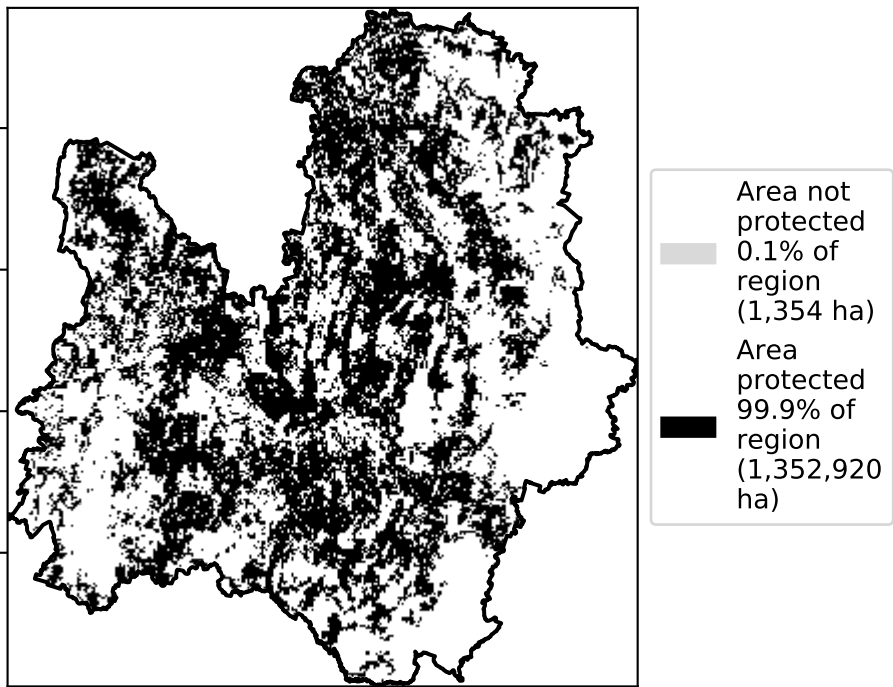 Area not
protected
0.1% of
region
(1,354 ha)
Area
protected
99.9% of
region
(1,352,920
ha)